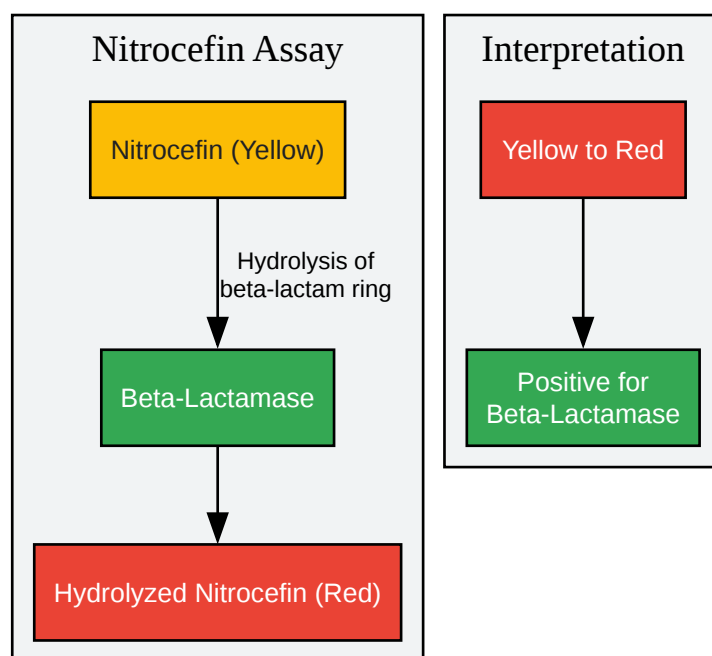 Nitrocefin Assay
Nitrocefin (Yellow)
Hydrolysis of
beta-lactam ring
Beta-Lactamase
Hydrolyzed Nitrocefin (Red)
Interpretation
Yellow to Red
Positive for
Beta-Lactamase